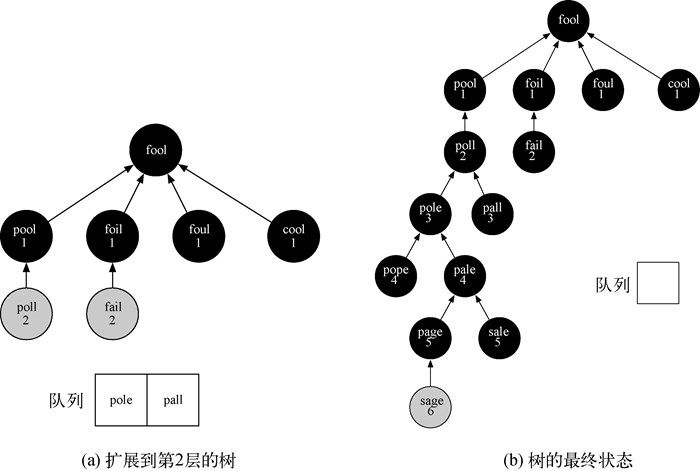 fool
pool
1
foil
1
foul
1
cool
1
poll
2
fail
2
队列
pole
pall
(a) 扩展到第2层的树
fool
pool
1
foil
1
foul
1
cool
1
poll
2
fail
2
pole
3
pall
3
pope
4
pale
4
page
5
sale
5
sage
6
队列
(b) 树的最终状态